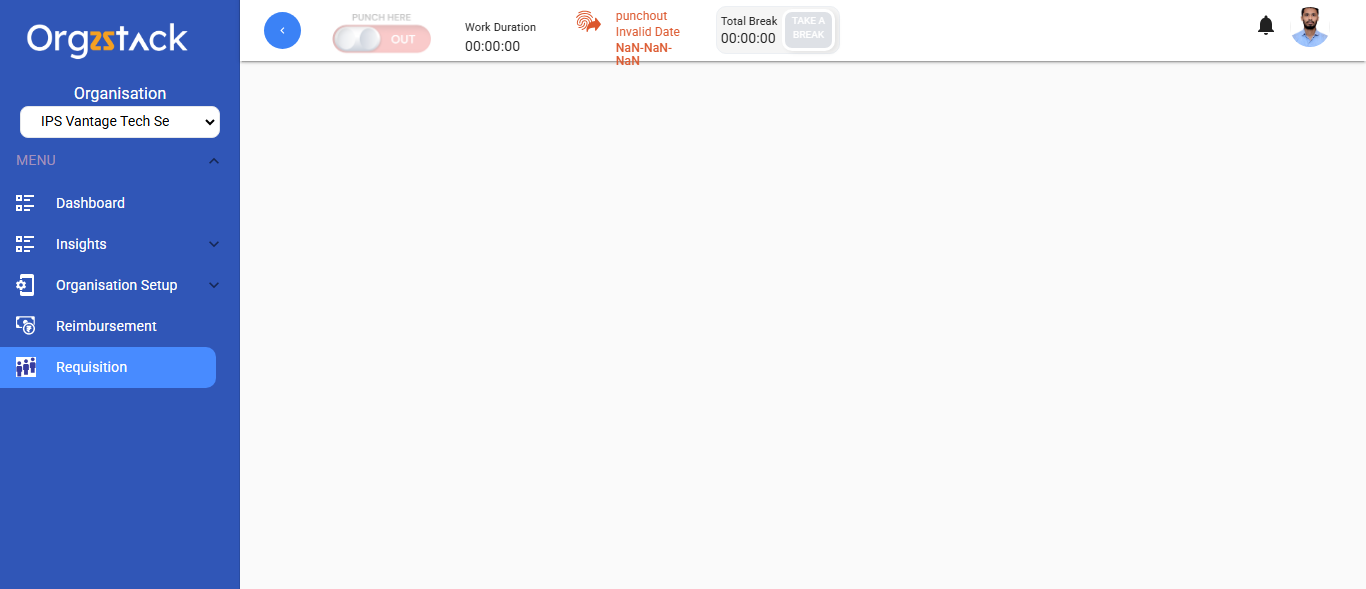 Orgzstack
Organisation
IPS Vantage Tech Se
MENU
Dashboard
Insights
Organisation Setup
Reimbursement
Requisition
PUNCH HERE
OUT
Work Duration
00:00:00
punchout
Invalid Date
NaN-NaN-
NaN
Total Break
00:00:00
TAKE A
BREAK